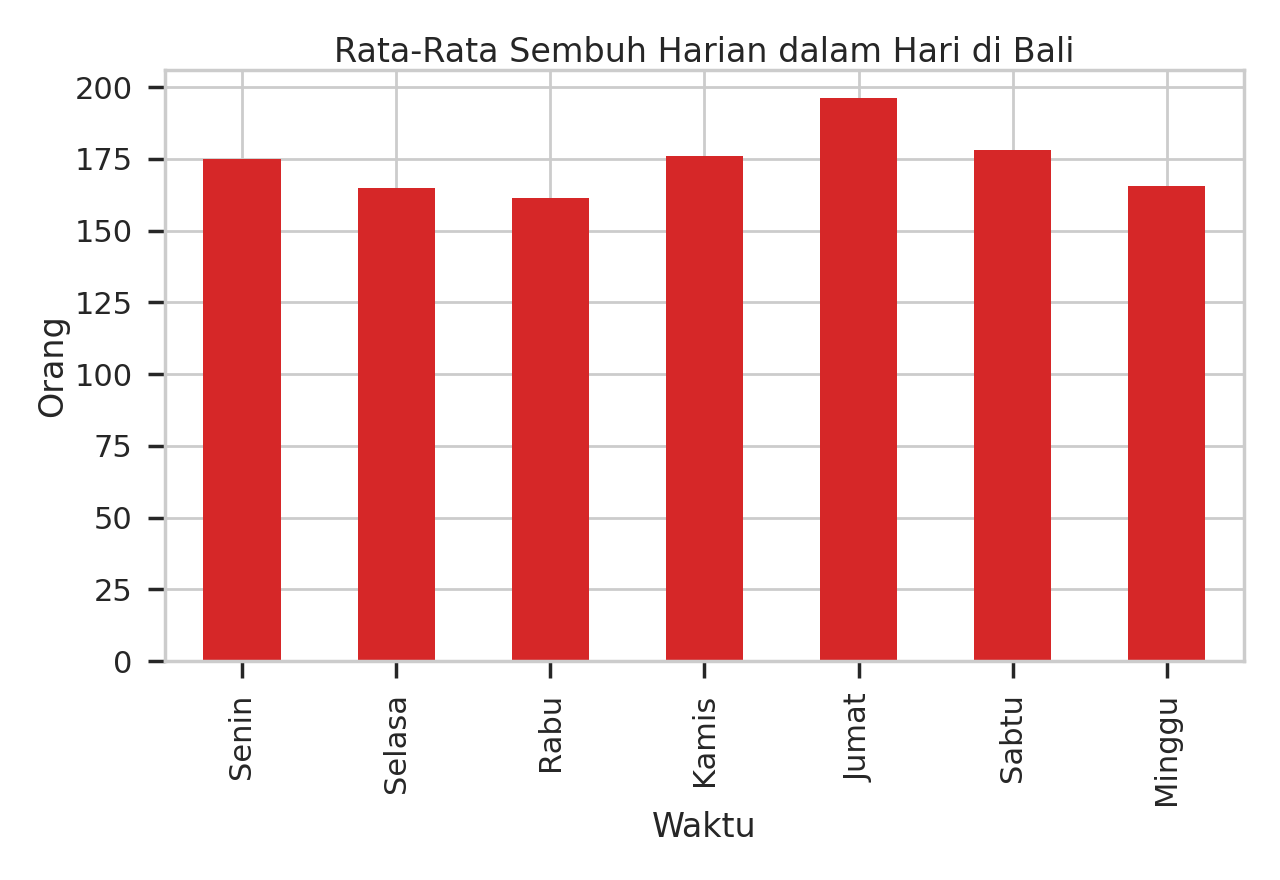 Rata-Rata Sembuh Harian dalam Hari di Bali
200
175
150
125
100
75
50
25
0
Orang
Senin
Selasa
Rabu
Kamis
Jumat
Sabtu
Minggu
Waktu